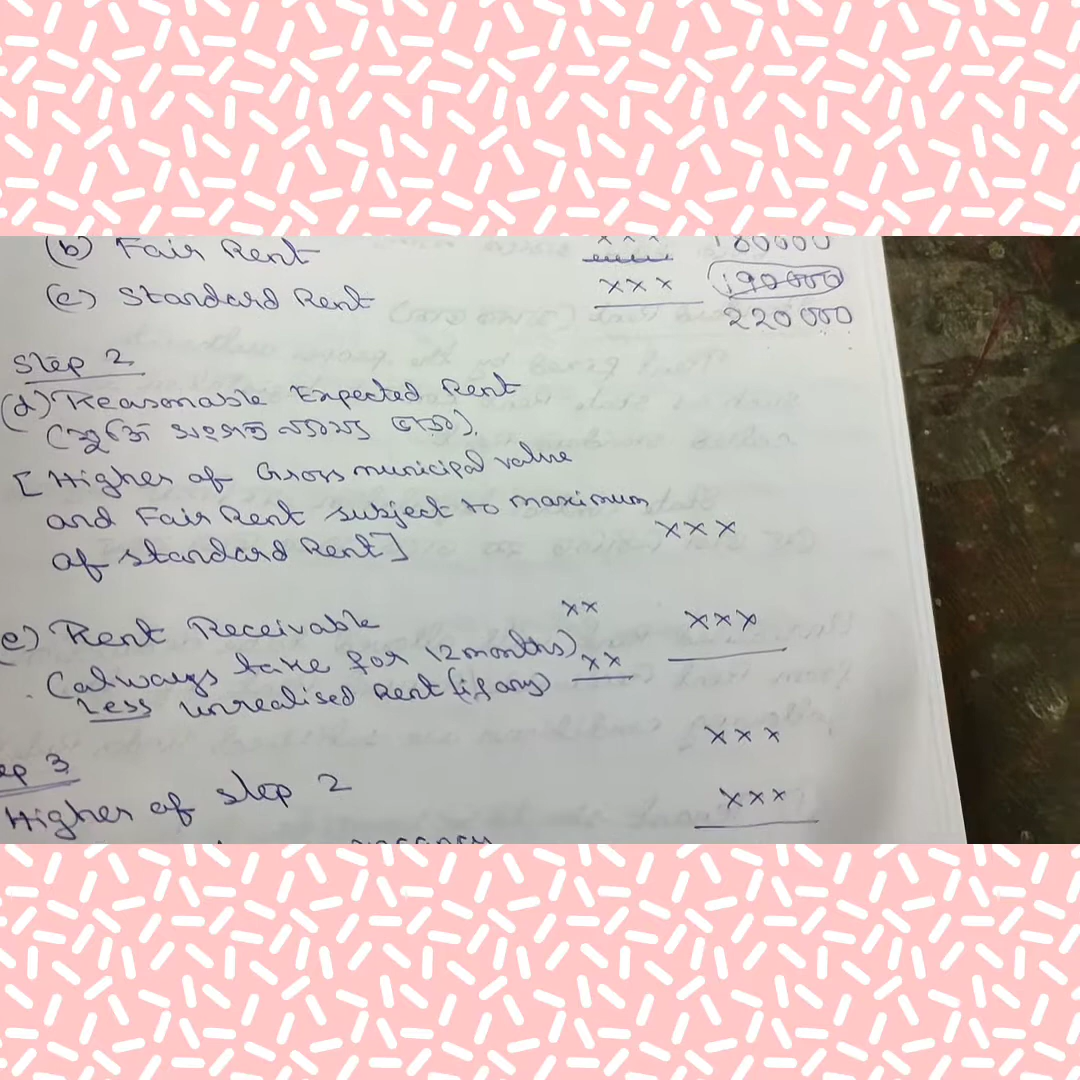 (b) Fair Rent xxx 180000
(c) Standard Rent xxx 190000
220000
Step 2
(d) Reasonable Expected Rent
[Higher of Gross municipal value
and Fair Rent subject to maximum
of standard Rent] xxx
e) Rent Receivable xx xxx
(always take for 12 months) xx
Less unrealised Rent (if any)
xxx
ep 3
Higher of step 2 xxx
vacancy